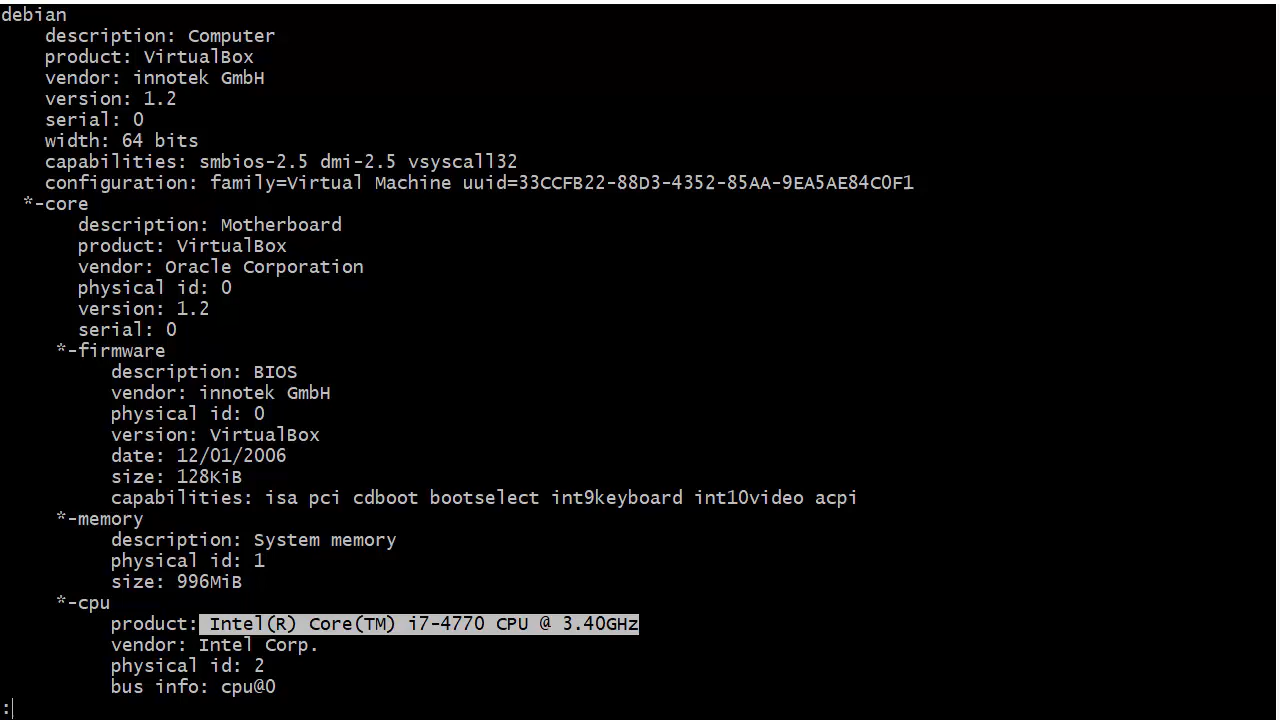 debian
description: Computer
product: VirtualBox
vendor: innotek GmbH
version: 1.2
serial: 0
width: 64 bits
capabilities: smbios-2.5 dmi-2.5 vsyscall32
configuration: family=Virtual Machine uuid=33CCFB22-88D3-4352-85AA-9EA5AE84C0F1
*-core
description: Motherboard
product: VirtualBox
vendor: Oracle Corporation
physical id: 0
version: 1.2
serial: 0
*-firmware
description: BIOS
vendor: innotek GmbH
physical id: 0
version: VirtualBox
date: 12/01/2006
size: 128KiB
capabilities: isa pci cdboot bootselect int9keyboard int10video acpi
*-memory
description: System memory
physical id: 1
size: 996MiB
*-cpu
product: Intel(R) Core(TM) i7-4770 CPU @ 3.40GHz
vendor: Intel Corp.
physical id: 2
bus info: cpu@0
: